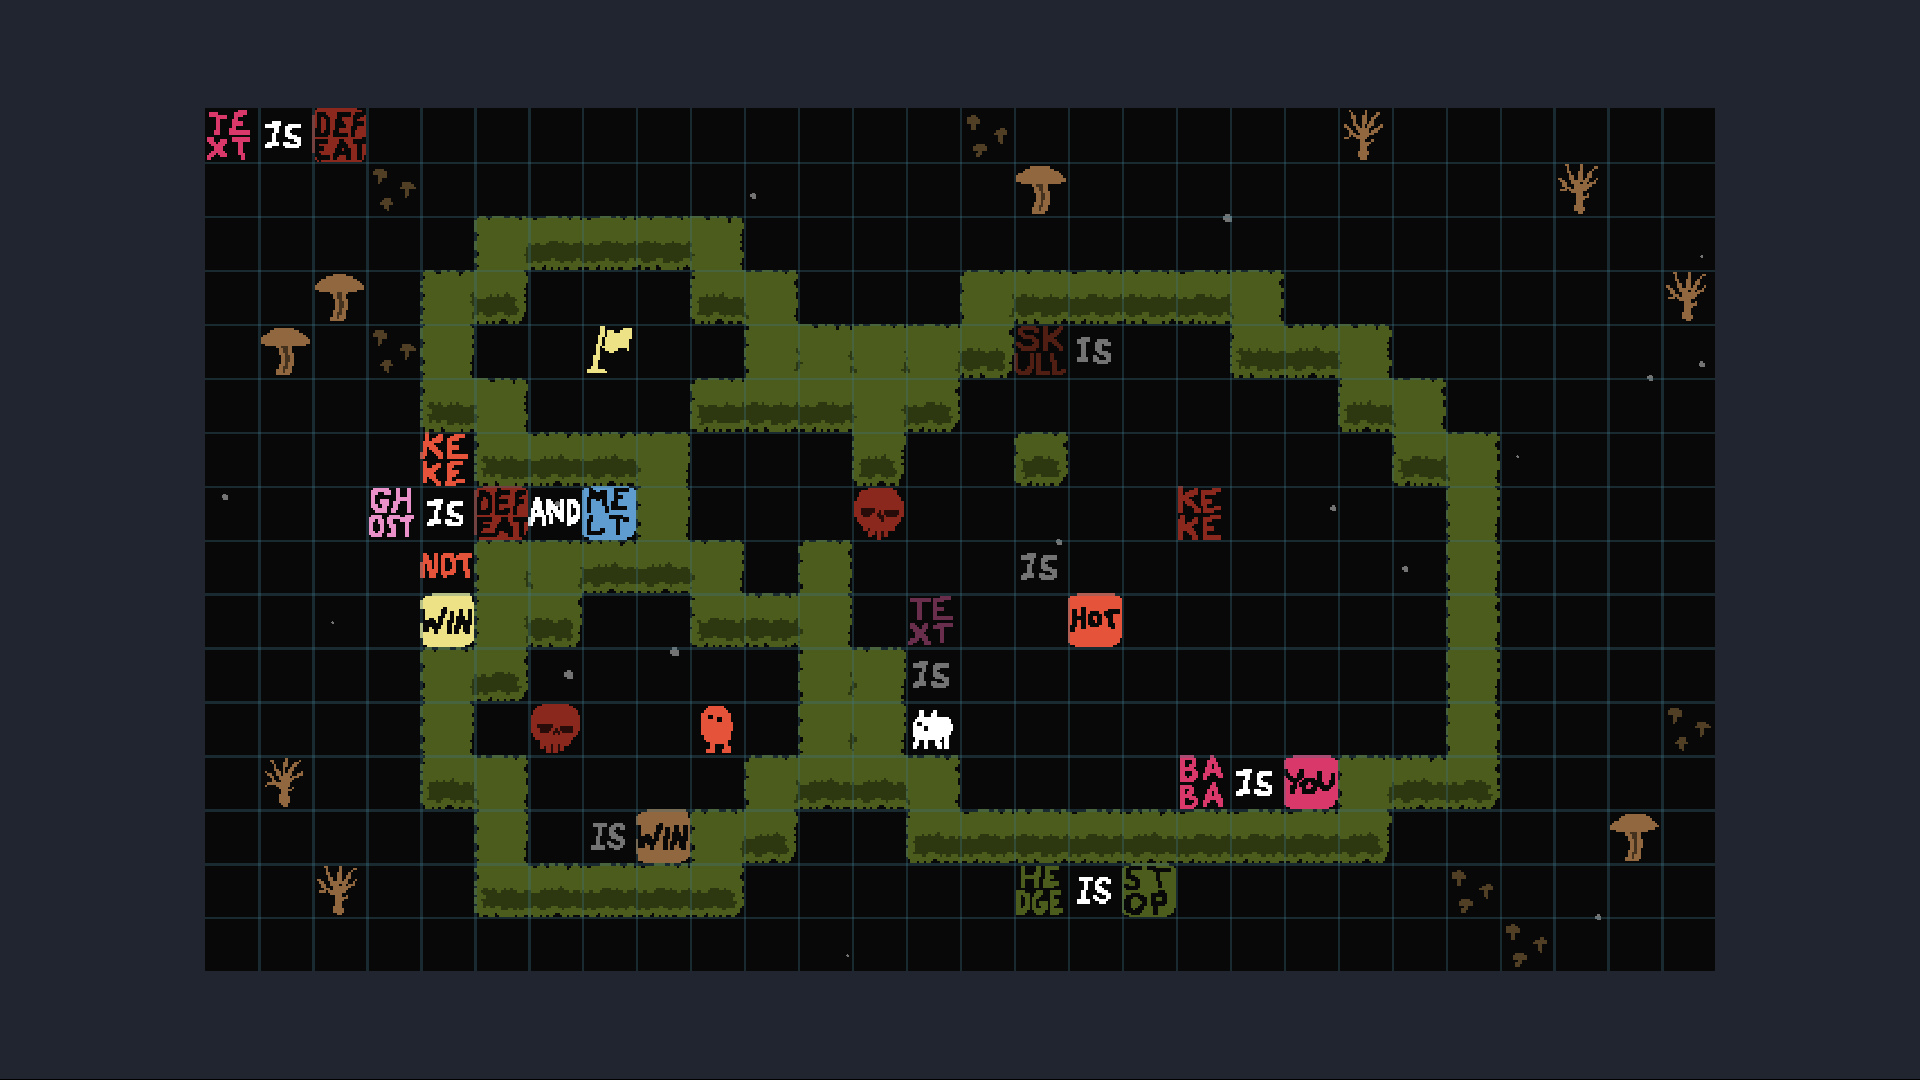 TEXT IS DEFEAT
SKULL IS
KEKE
GHOST IS DEFEAT AND MELT
KEKE
NOT
IS
WIN
TEXT
HOT
IS
BABA IS YOU
IS WIN
HEDGE IS STOP